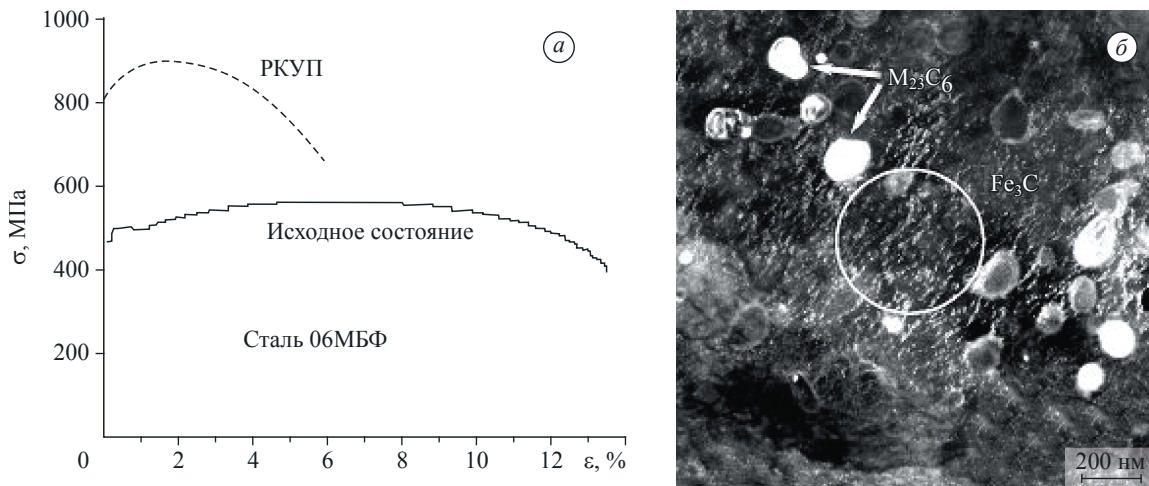 1000
800
600
400
200
0
2
4
6
8
10
12
ε, %
σ, МПа
а
РКУП
Исходное состояние
Сталь 06МБФ
б
M23C6
Fe3C
200 нм